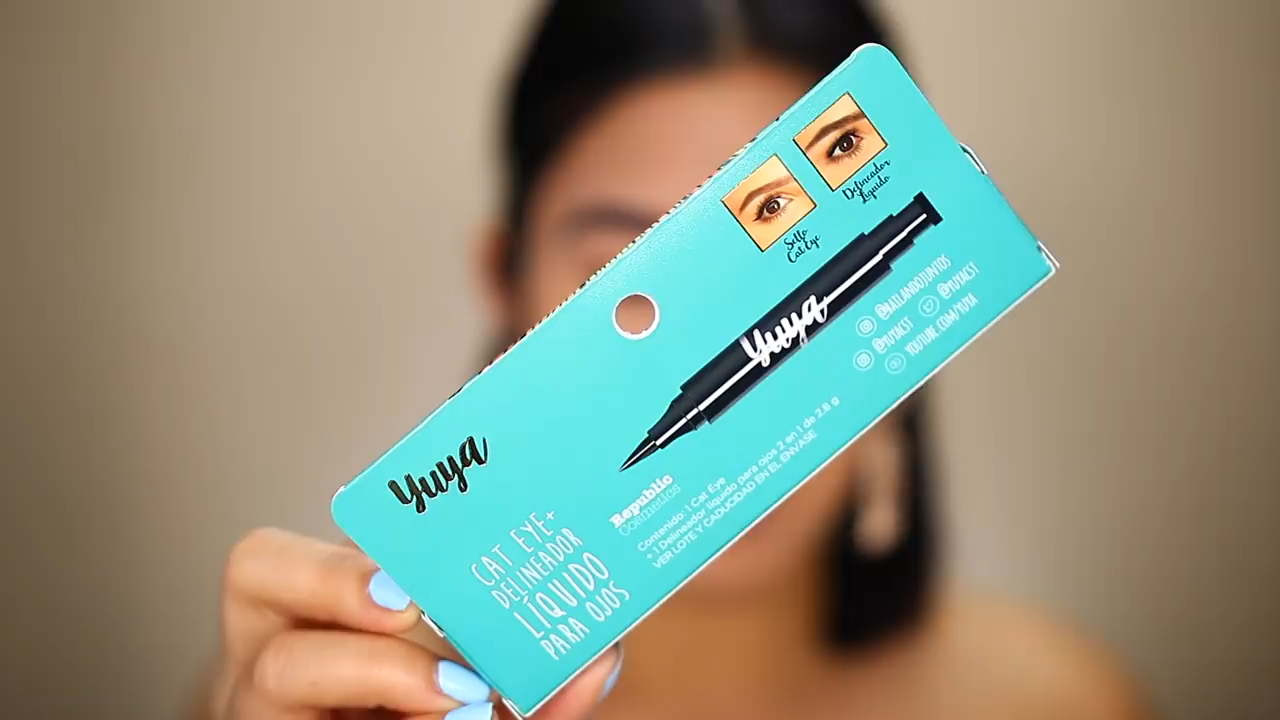 Yuya
CAT EYE+
DELINEADOR
LÍQUIDO
PARA OJOS
Sello
Cat Eye
Delineador
Líquido
Yuya
Republic
Cosmetics
Contenido: 1 Cat Eye
+ 1 Delineador líquido para ojos 2 en 1 de 2.8 g
VER LOTE Y CADUCIDAD EN EL ENVASE
@BAILANDOJUNTOS
@YUYACST @YUYACST
YOUTUBE.COM/YUYA